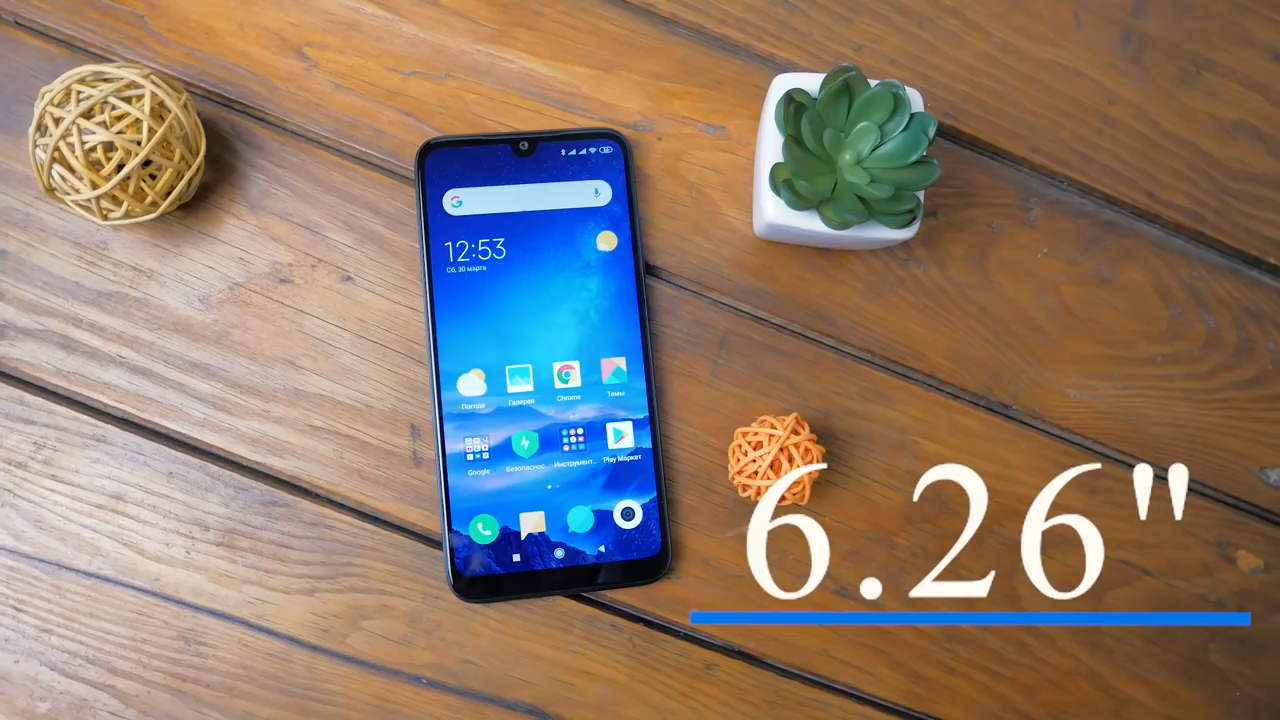 12:53
Сб, 30 марта
Погода Галерея Chrome Темы
Google Безопаснос.. Инструмент.. Play Маркет
6.26"